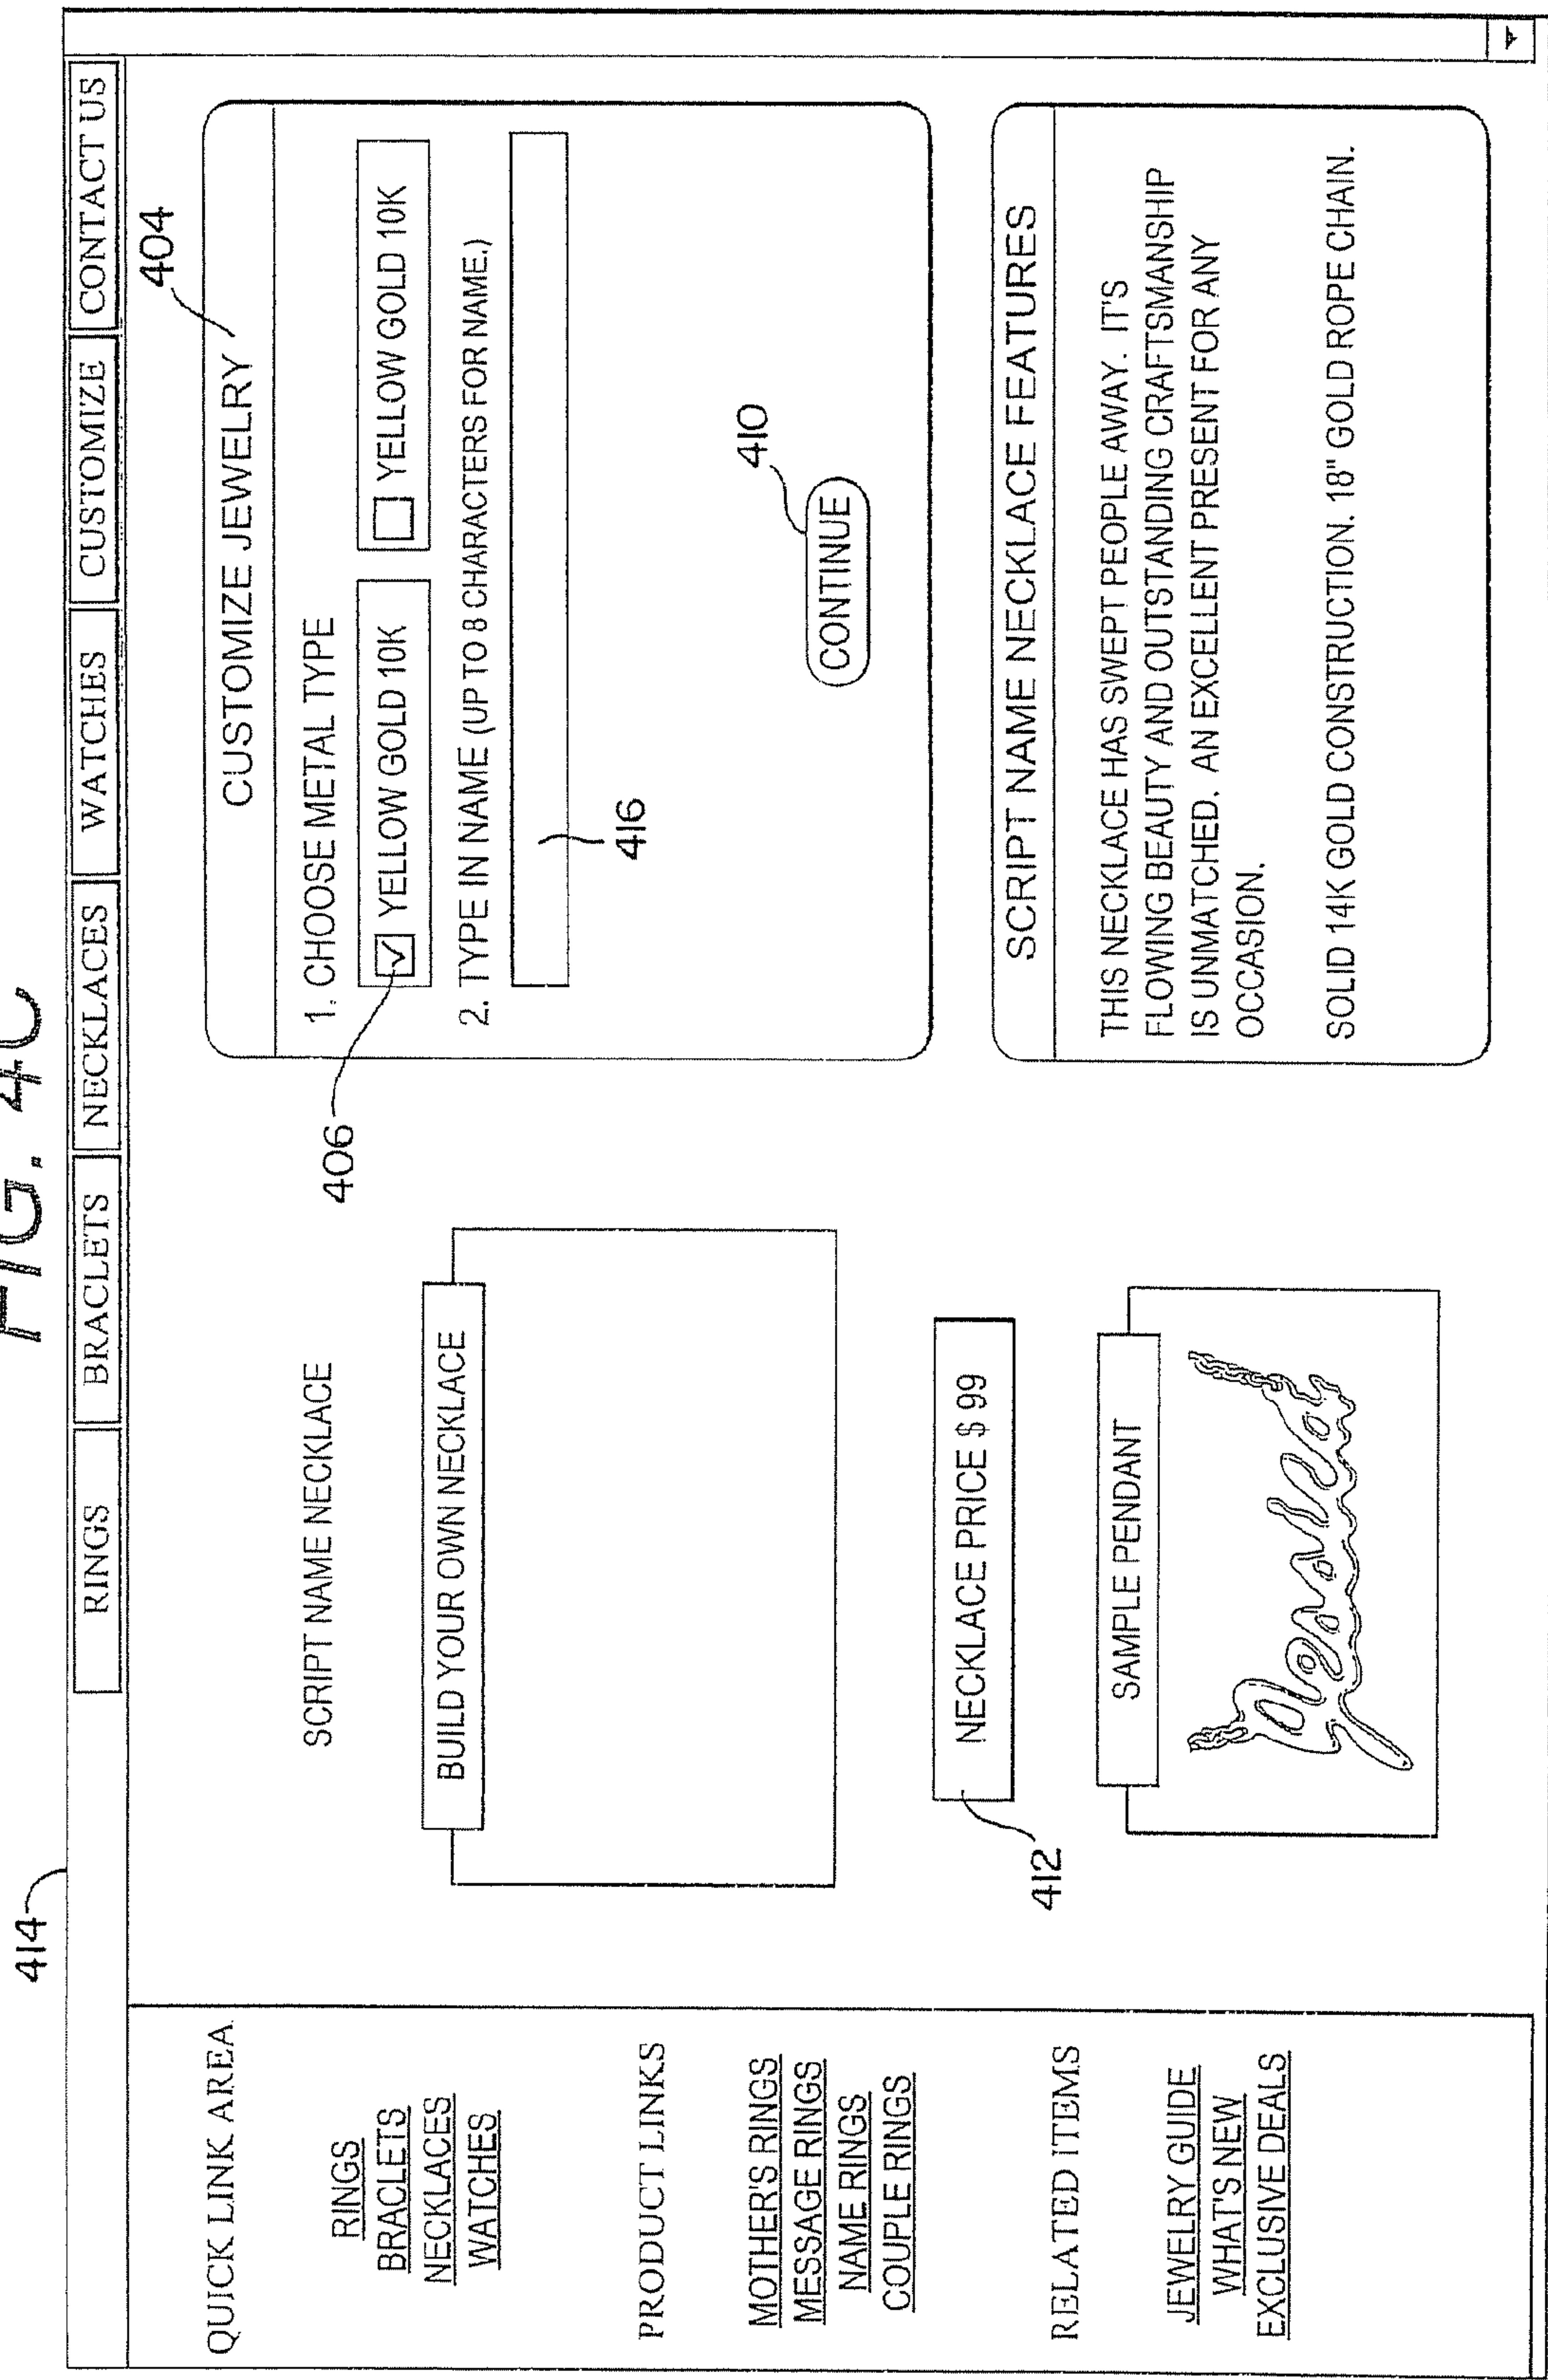 FIG. 4C
414
RINGS BRACLETS NECKLACES WATCHES CUSTOMIZE CONTACT US
QUICK LINK AREA
RINGS
BRACLETS
NECKLACES
WATCHES
PRODUCT LINKS
MOTHER'S RINGS
MESSAGE RINGS
NAME RINGS
COUPLE RINGS
RELATED ITEMS
JEWELRY GUIDE
WHAT'S NEW
EXCLUSIVE DEALS
SCRIPT NAME NECKLACE
BUILD YOUR OWN NECKLACE
NECKLACE PRICE $ 99
412
SAMPLE PENDANT
Jessica
404
CUSTOMIZE JEWELRY
1. CHOOSE METAL TYPE
406
YELLOW GOLD 10K YELLOW GOLD 10K
2. TYPE IN NAME (UP TO 8 CHARACTERS FOR NAME.)
416
410
CONTINUE
SCRIPT NAME NECKLACE FEATURES
THIS NECKLACE HAS SWEPT PEOPLE AWAY. IT'S
FLOWING BEAUTY AND OUTSTANDING CRAFTSMANSHIP
IS UNMATCHED. AN EXCELLENT PRESENT FOR ANY
OCCASION.
SOLID 14K GOLD CONSTRUCTION. 18" GOLD ROPE CHAIN.